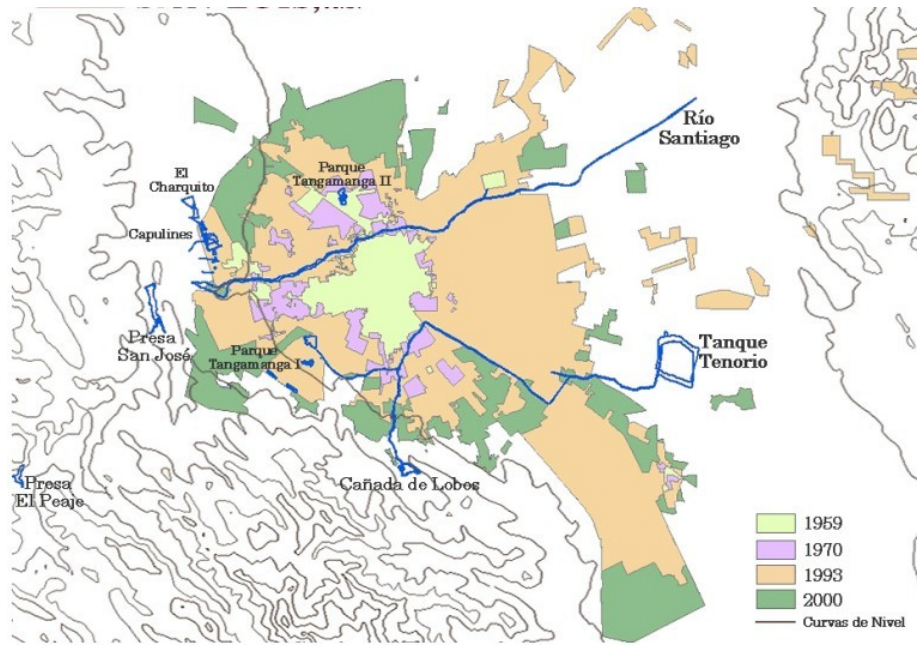 Río
Santiago
Parque
Tangamanga II
El
Charquito
Capulines
Presa
San José
Parque
Tangamanga I
Tanque
Tenorio
Cañada de Lobos
Presa
El Peaje
1959
1970
1993
2000
Curvas de Nivel